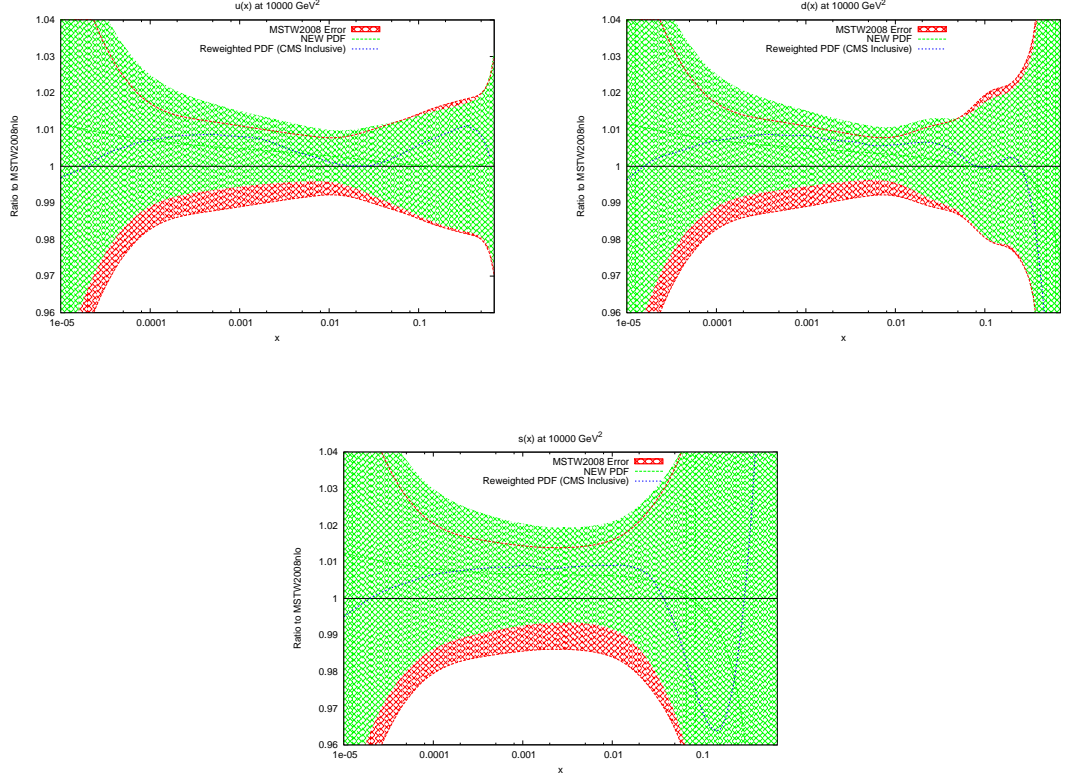 u(x) at 10000 GeV²
MSTW2008 Error
NEW PDF
Reweighted PDF (CMS Inclusive)
Ratio to MSTW2008nlo
1.04
1.03
1.02
1.01
1
0.99
0.98
0.97
0.96
1e-05 0.0001 0.001 0.01 0.1
x
d(x) at 10000 GeV²
MSTW2008 Error
NEW PDF
Reweighted PDF (CMS Inclusive)
Ratio to MSTW2008nlo
1.04
1.03
1.02
1.01
1
0.99
0.98
0.97
0.96
1e-05 0.0001 0.001 0.01 0.1
x
s(x) at 10000 GeV²
MSTW2008 Error
NEW PDF
Reweighted PDF (CMS Inclusive)
Ratio to MSTW2008nlo
1.04
1.03
1.02
1.01
1
0.99
0.98
0.97
0.96
1e-05 0.0001 0.001 0.01 0.1
x